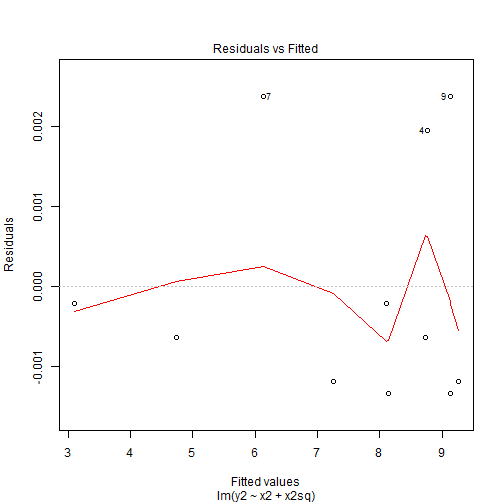 Residuals vs Fitted
7
9
4
0.002
0.001
0.000
-0.001
Residuals
3 4 5 6 7 8 9
Fitted values
lm(y2 ~ x2 + x2sq)